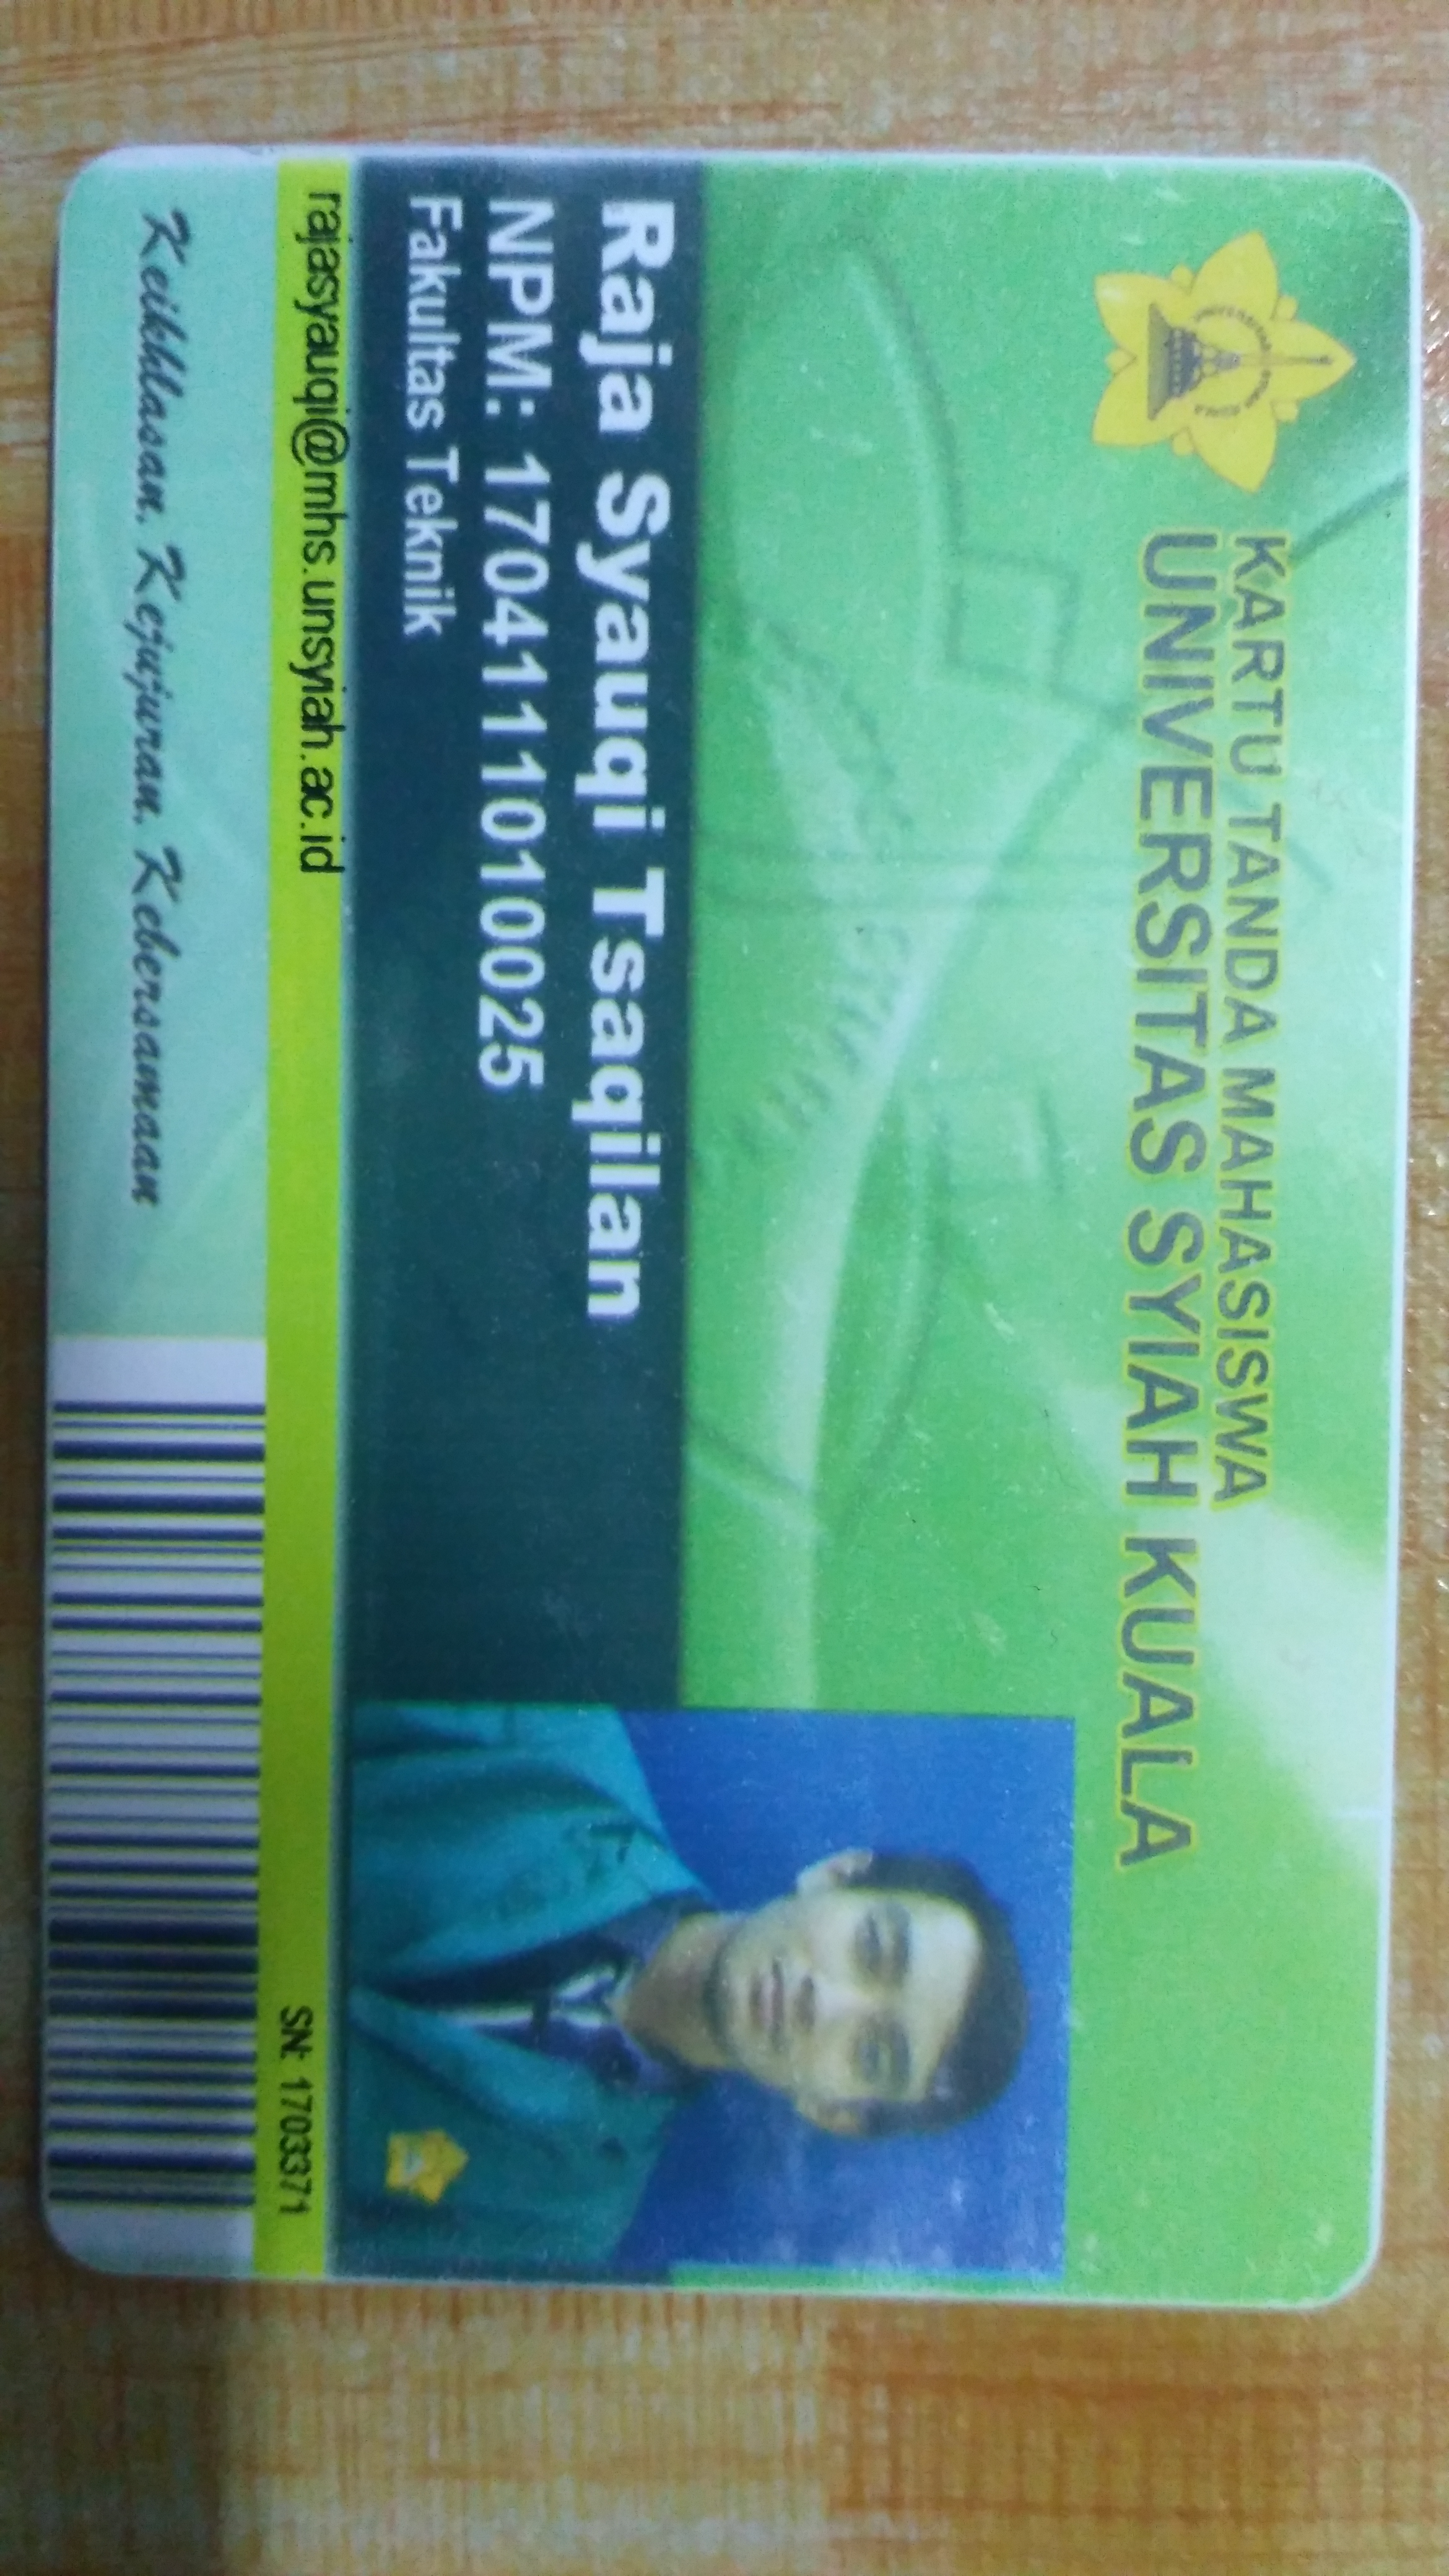 KARTU TANDA MAHASISWA
UNIVERSITAS SYIAH KUALA
Raja Syauqi Tsaqilan
NPM: 1704111010025
Fakultas Teknik
rajasyauqi@mhs.unsyiah.ac.id
SN: 1703371
Keikhlasan, Kejujuran, Kebersamaan